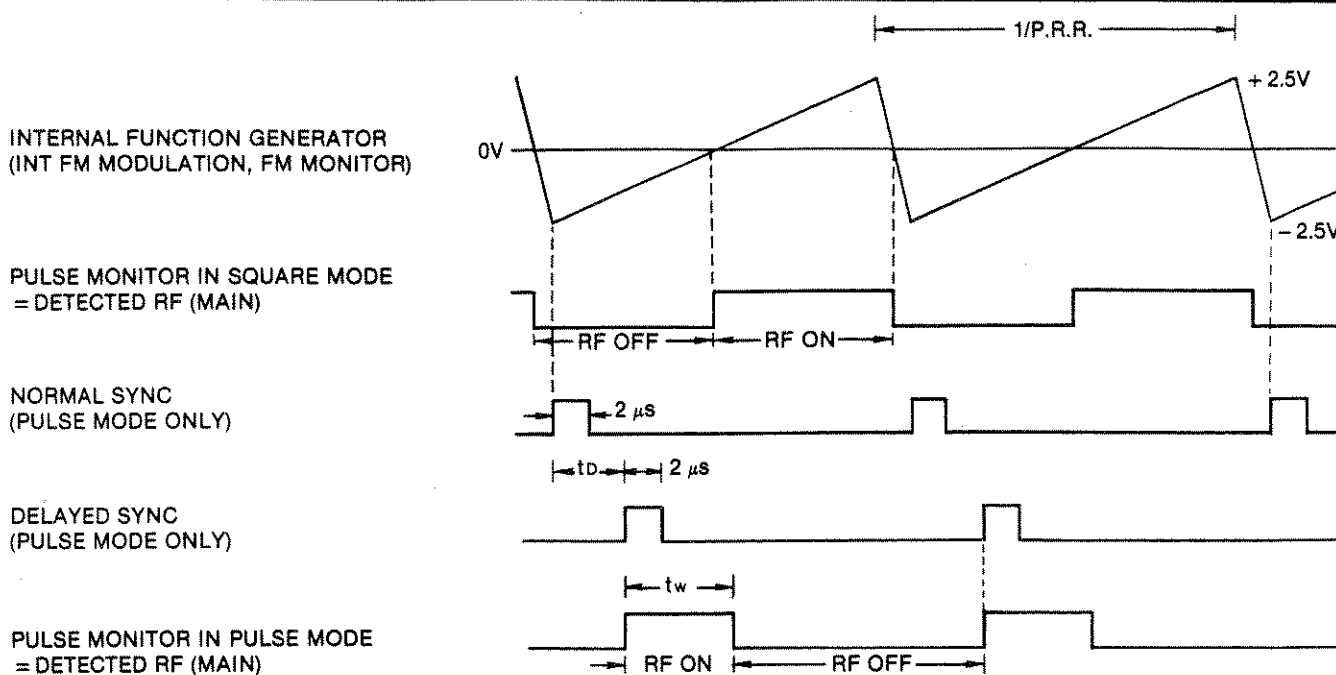 1/P.R.R.
+ 2.5V
INTERNAL FUNCTION GENERATOR
(INT FM MODULATION, FM MONITOR)
0V
− 2.5V
PULSE MONITOR IN SQUARE MODE
= DETECTED RF (MAIN)
RF OFF
RF ON
NORMAL SYNC
(PULSE MODE ONLY)
2 µs
tD
2 µs
DELAYED SYNC
(PULSE MODE ONLY)
tw
PULSE MONITOR IN PULSE MODE
= DETECTED RF (MAIN)
RF ON
RF OFF